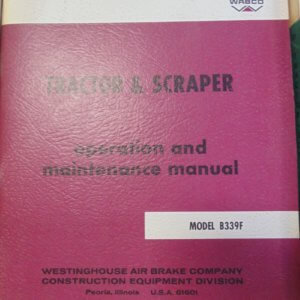 WABCO
TRACTOR & SCRAPER
operation and
maintenance manual
MODEL B339F
WESTINGHOUSE AIR BRAKE COMPANY
CONSTRUCTION EQUIPMENT DIVISION
Peoria, Illinois U.S.A. 61601